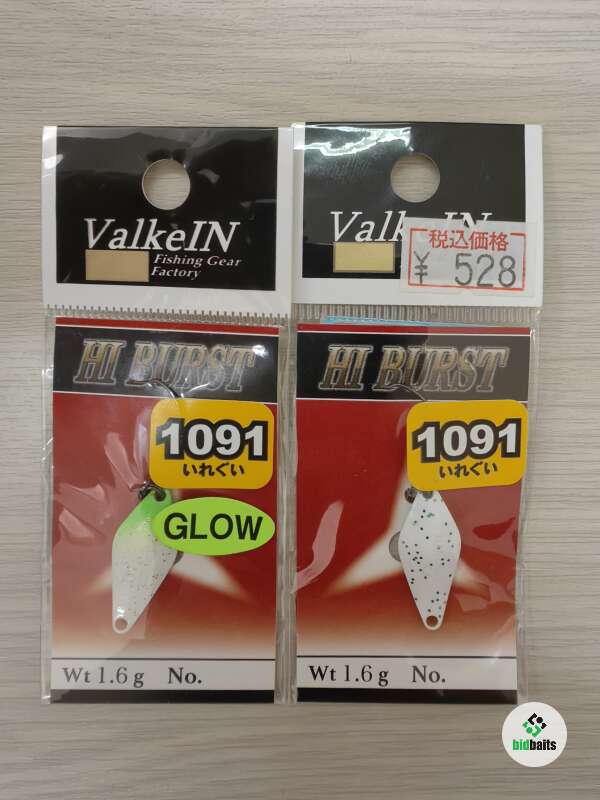 ValkeIN
Fishing Gear
Factory
HI BURST
1091
いれぐい
GLOW
Wt 1.6 g No.
税込価格
¥ 528
HI BURST
1091
いれぐい
Wt 1.6 g No.
bidbaits